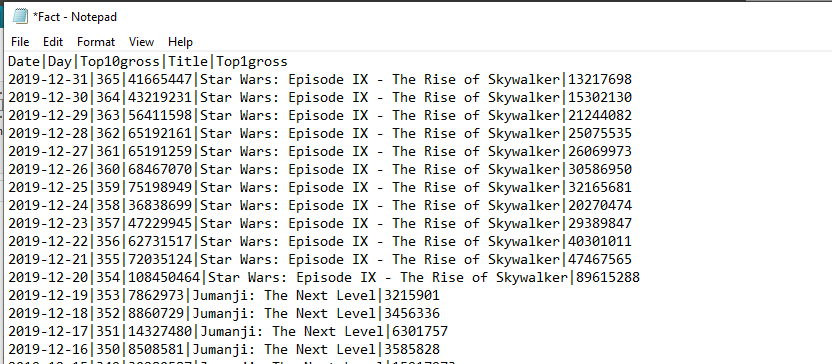 *Fact - Notepad
File Edit Format View Help
Date|Day|Top10gross|Title|Top1gross
2019-12-31|365|41665447|Star Wars: Episode IX - The Rise of Skywalker|13217698
2019-12-30|364|43219231|Star Wars: Episode IX - The Rise of Skywalker|15302130
2019-12-29|363|56411598|Star Wars: Episode IX - The Rise of Skywalker|21244082
2019-12-28|362|65192161|Star Wars: Episode IX - The Rise of Skywalker|25075535
2019-12-27|361|65191259|Star Wars: Episode IX - The Rise of Skywalker|26069973
2019-12-26|360|68467070|Star Wars: Episode IX - The Rise of Skywalker|30586950
2019-12-25|359|75198949|Star Wars: Episode IX - The Rise of Skywalker|32165681
2019-12-24|358|36838699|Star Wars: Episode IX - The Rise of Skywalker|20270474
2019-12-23|357|47229945|Star Wars: Episode IX - The Rise of Skywalker|29389847
2019-12-22|356|62731517|Star Wars: Episode IX - The Rise of Skywalker|40301011
2019-12-21|355|72035124|Star Wars: Episode IX - The Rise of Skywalker|47467565
2019-12-20|354|108450464|Star Wars: Episode IX - The Rise of Skywalker|89615288
2019-12-19|353|7862973|Jumanji: The Next Level|3215901
2019-12-18|352|8860729|Jumanji: The Next Level|3456336
2019-12-17|351|14327480|Jumanji: The Next Level|6301757
2019-12-16|350|8508581|Jumanji: The Next Level|3585828